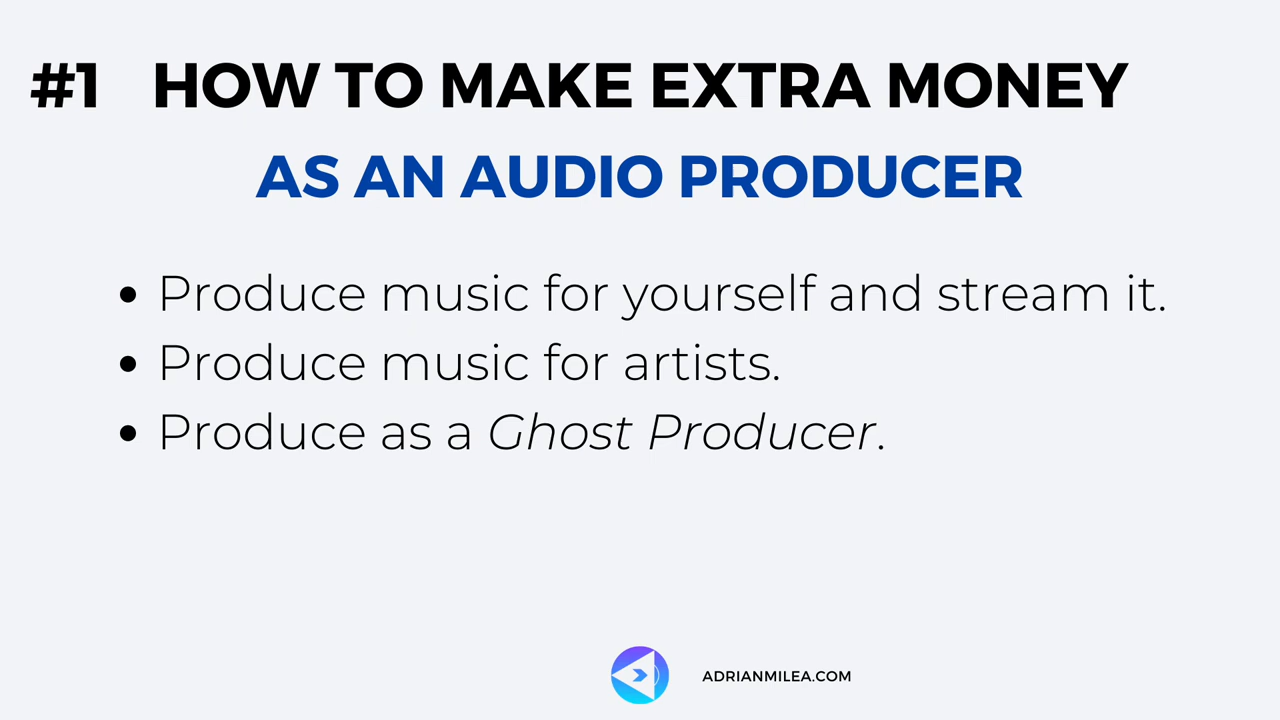 #1 HOW TO MAKE EXTRA MONEY
AS AN AUDIO PRODUCER
• Produce music for yourself and stream it.
• Produce music for artists.
• Produce as a Ghost Producer.
ADRIANMILEA.COM